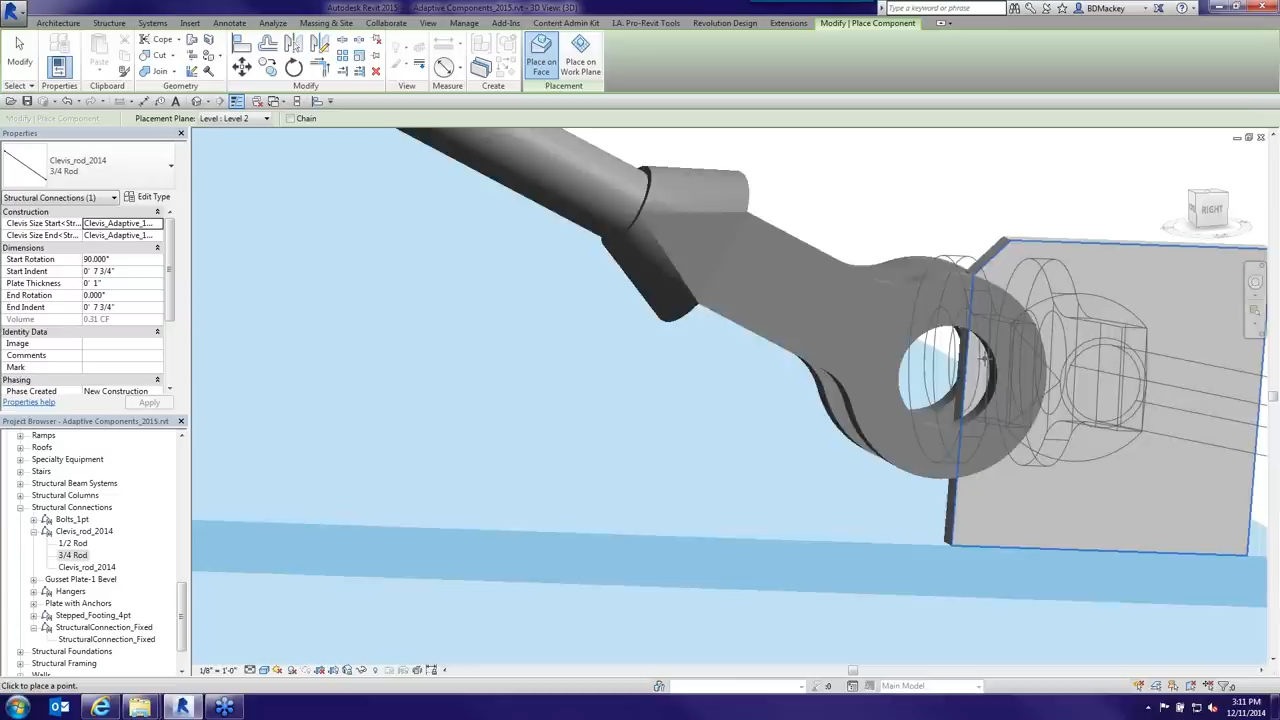 Autodesk Revit 2015 - Adaptive Components_2015.rvt - 3D View: {3D}
Type a keyword or phrase
BDMackey
Architecture Structure Systems Insert Annotate Analyze Massing & Site Collaborate View Manage Add-Ins Content Admin Kit I.A. Pro-Revit Tools Revolution Design Extensions Modify | Place Component
Modify Paste Cope Cut Join Place on Face Place on Work Plane
Select Properties Clipboard Geometry Modify View Measure Create Placement
Modify | Place Component Placement Plane: Level : Level 2 Chain
Properties
Clevis_rod_2014
3/4 Rod
Structural Connections (1) Edit Type
Construction
Clevis Size Start<Str... Clevis_Adaptive_1...
Clevis Size End<Str... Clevis_Adaptive_1...
Dimensions
Start Rotation 90.000°
Start Indent 0' 7 3/4"
Plate Thickness 0' 1"
End Rotation 0.000°
End Indent 0' 7 3/4"
Volume 0.31 CF
Identity Data
Image
Comments
Mark
Phasing
Phase Created New Construction
Properties help Apply
Project Browser - Adaptive Components_2015.rvt
Ramps
Roofs
Specialty Equipment
Stairs
Structural Beam Systems
Structural Columns
Structural Connections
Bolts_1pt
Clevis_rod_2014
1/2 Rod
3/4 Rod
Clevis_rod_2014
Gusset Plate-1 Bevel
Hangers
Plate with Anchors
Stepped_Footing_4pt
StructuralConnection_Fixed
StructuralConnection_Fixed
Structural Foundations
Structural Framing
Walls
RIGHT
1/8" = 1'-0"
Click to place a point.
:0
Main Model
:0
3:11 PM
12/11/2014